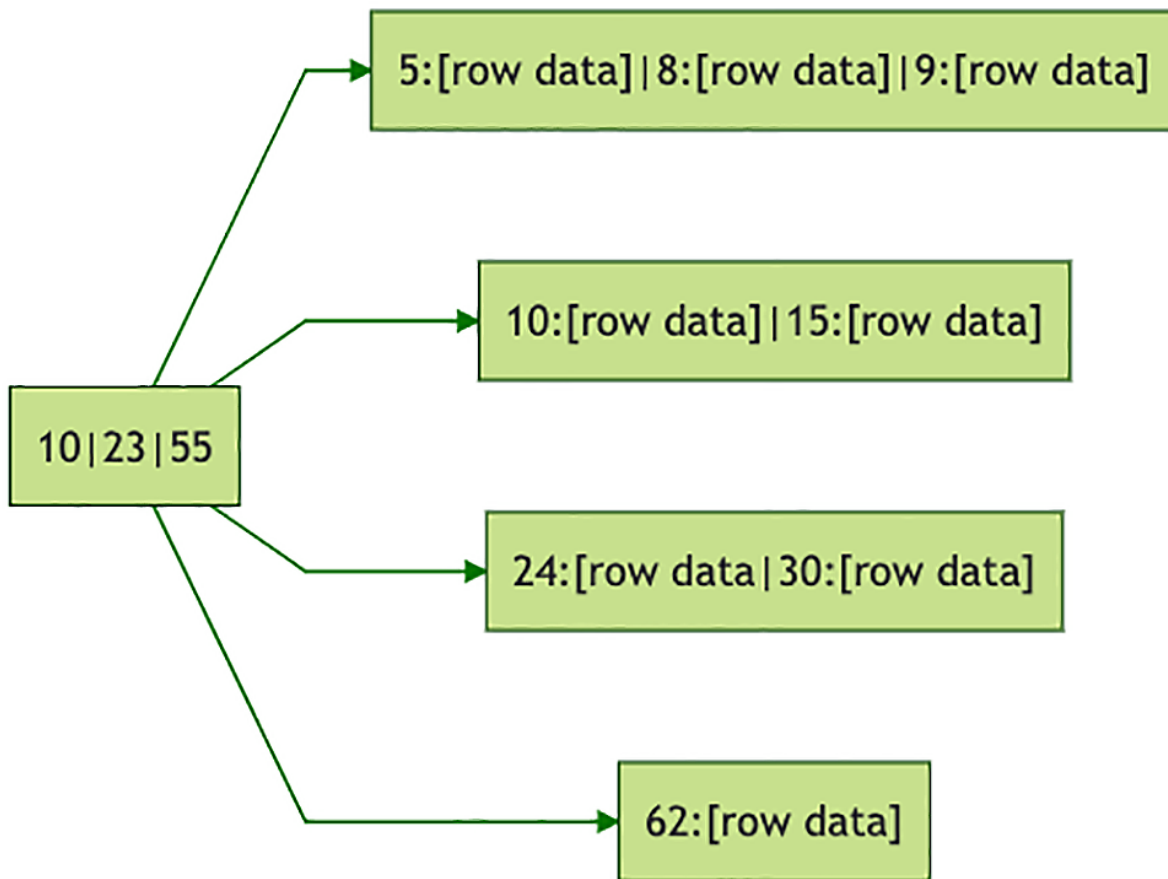 5:[row data]|8:[row data]|9:[row data]
10:[row data]|15:[row data]
10|23|55
24:[row data|30:[row data]
62:[row data]